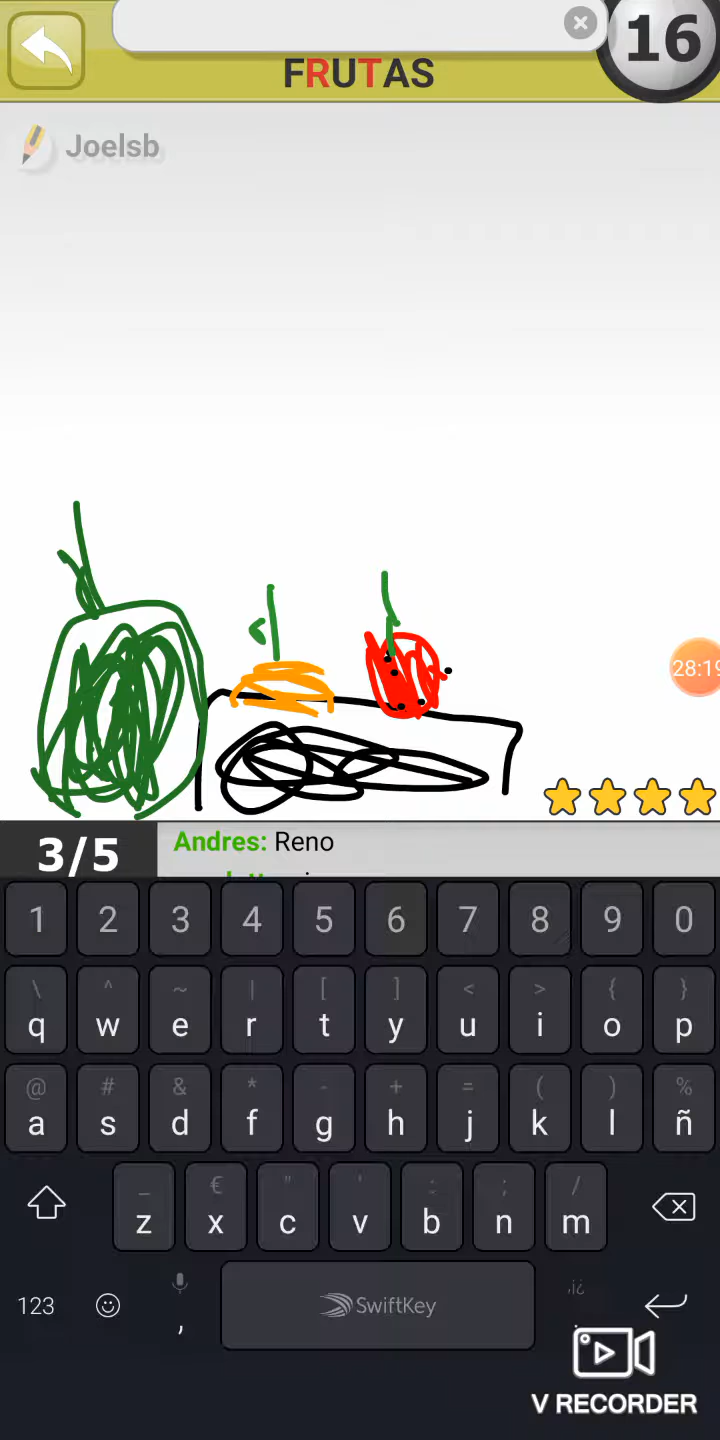 16
FRUTAS
Joelsb
28:19
3/5
Andres: Reno
1 2 3 4 5 6 7 8 9 0
\ ^ ~ | [ ] < > { }
q w e r t y u i o p
@ # & * - + = ( ) %
a s d f g h j k l ñ
_ € " ' : ; /
z x c v b n m
123 , SwiftKey .
V RECORDER